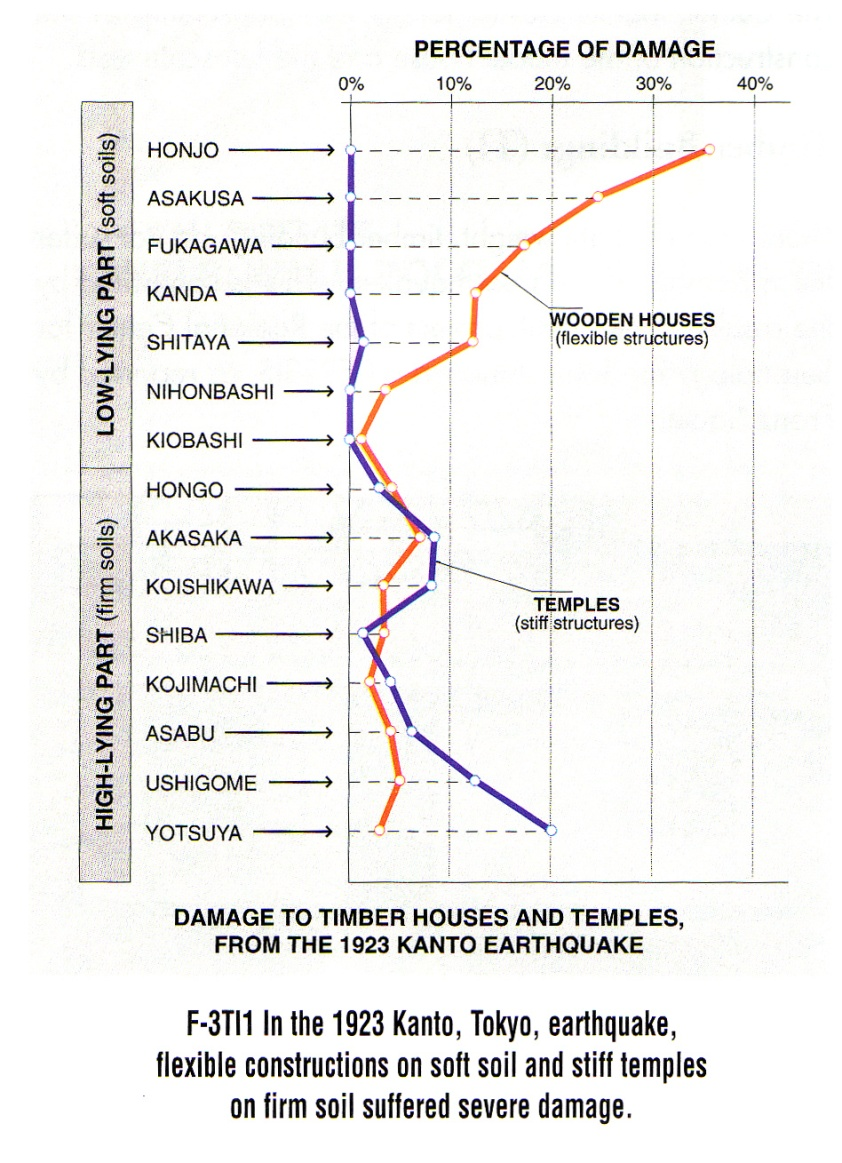 PERCENTAGE OF DAMAGE
0% 10% 20% 30% 40%
LOW-LYING PART (soft soils)
HONJO
ASAKUSA
FUKAGAWA
KANDA
SHITAYA
NIHONBASHI
KIOBASHI
WOODEN HOUSES
(flexible structures)
HIGH-LYING PART (firm soils)
HONGO
AKASAKA
KOISHIKAWA
SHIBA
KOJIMACHI
ASABU
USHIGOME
YOTSUYA
TEMPLES
(stiff structures)
DAMAGE TO TIMBER HOUSES AND TEMPLES,
FROM THE 1923 KANTO EARTHQUAKE
F-3TI1 In the 1923 Kanto, Tokyo, earthquake,
flexible constructions on soft soil and stiff temples
on firm soil suffered severe damage.